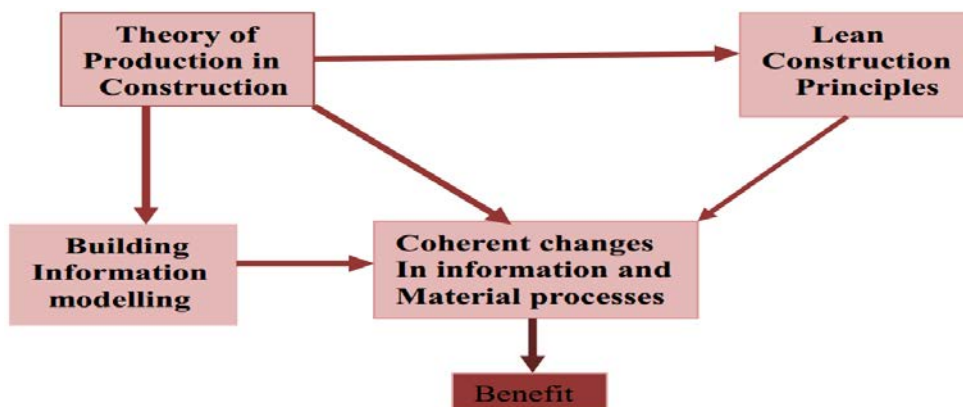 Theory of
Production in
Construction
Lean
Construction
Principles
Building
Information
modelling
Coherent changes
In information and
Material processes
Benefit